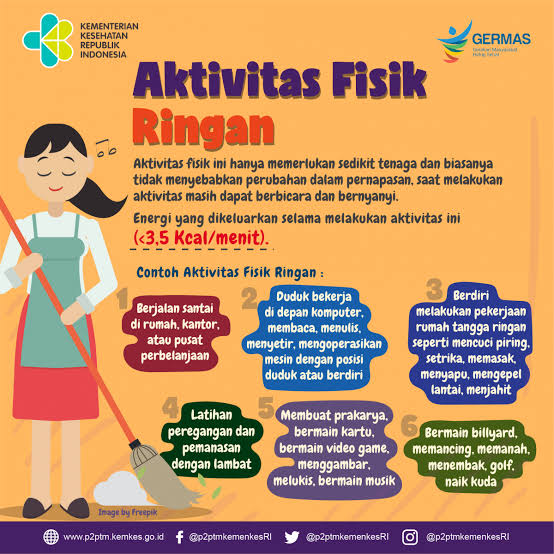 KEMENTERIAN
KESEHATAN
REPUBLIK
INDONESIA
GERMAS
Gerakan Masyarakat
Hidup Sehat
Aktivitas Fisik
Ringan
Aktivitas fisik ini hanya memerlukan sedikit tenaga dan biasanya
tidak menyebabkan perubahan dalam pernapasan, saat melakukan
aktivitas masih dapat berbicara dan bernyanyi.
Energi yang dikeluarkan selama melakukan aktivitas ini
(<3,5 Kcal/menit).
Contoh Aktivitas Fisik Ringan :
1
Berjalan santai
di rumah, kantor,
atau pusat
perbelanjaan
2
Duduk bekerja
di depan komputer,
membaca, menulis,
menyetir, mengoperasikan
mesin dengan posisi
duduk atau berdiri
3
Berdiri
melakukan pekerjaan
rumah tangga ringan
seperti mencuci piring,
setrika, memasak,
menyapu, mengepel
lantai, menjahit
4
Latihan
peregangan dan
pemanasan
dengan lambat
5
Membuat prakarya,
bermain kartu,
bermain video game,
menggambar,
melukis, bermain musik
6
Bermain billyard,
memancing, memanah,
menembak, golf,
naik kuda
Image by Freepik
www.p2ptm.kemkes.go.id @p2ptmkemenkesRI @p2ptmkemenkesRI @p2ptmkemenkesRI